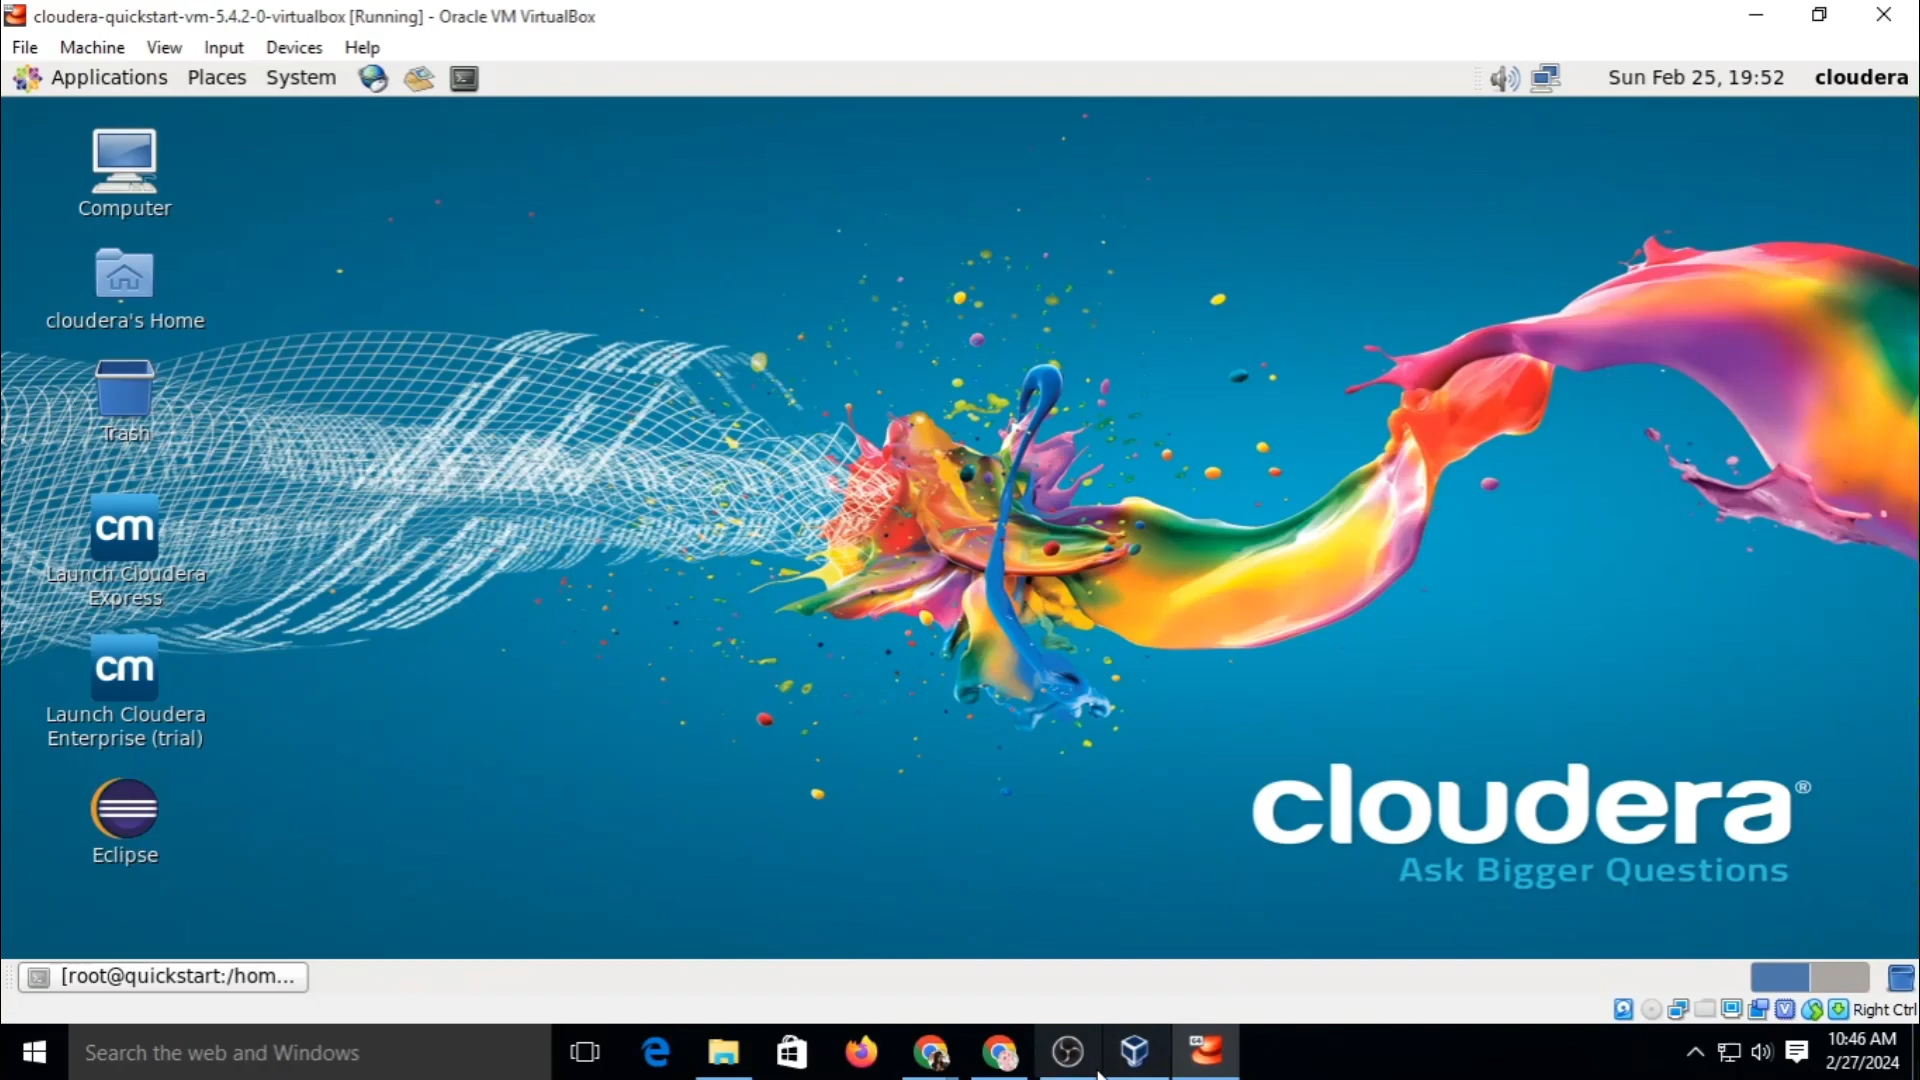 cloudera-quickstart-vm-5.4.2-0-virtualbox [Running] - Oracle VM VirtualBox
File Machine View Input Devices Help
Applications Places System Sun Feb 25, 19:52 cloudera
Computer
cloudera's Home
Trash
cm
Launch Cloudera
Express
cm
Launch Cloudera
Enterprise (trial)
Eclipse
cloudera®
Ask Bigger Questions
[root@quickstart:/hom...
Right Ctrl
Search the web and Windows
10:46 AM
2/27/2024